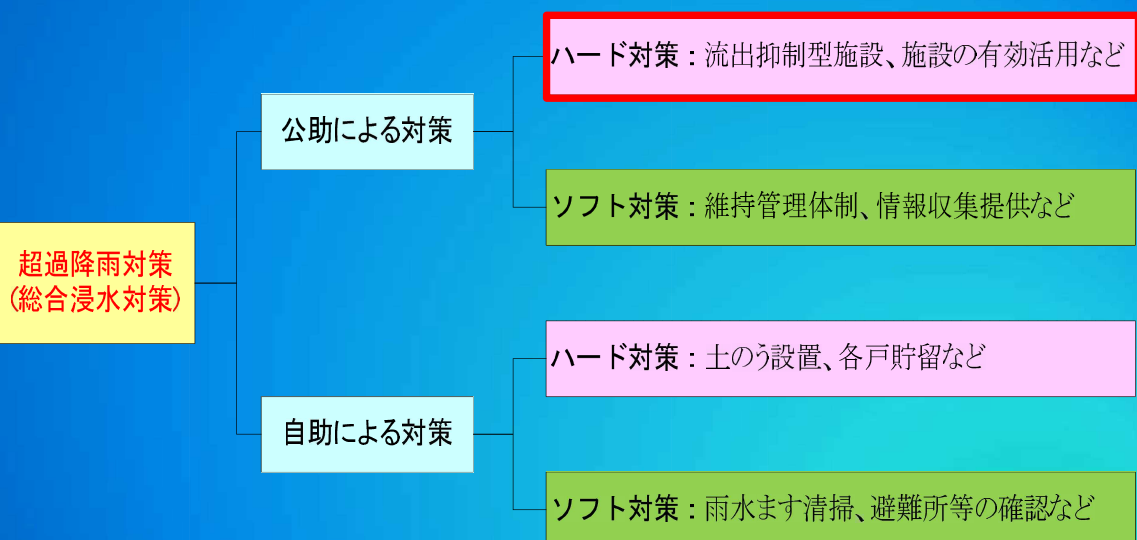 超過降雨対策
(総合浸水対策)
公助による対策
ハード対策：流出抑制型施設、施設の有効活用など
ソフト対策：維持管理体制、情報収集提供など
自助による対策
ハード対策：土のう設置、各戸貯留など
ソフト対策：雨水ます清掃、避難所等の確認など